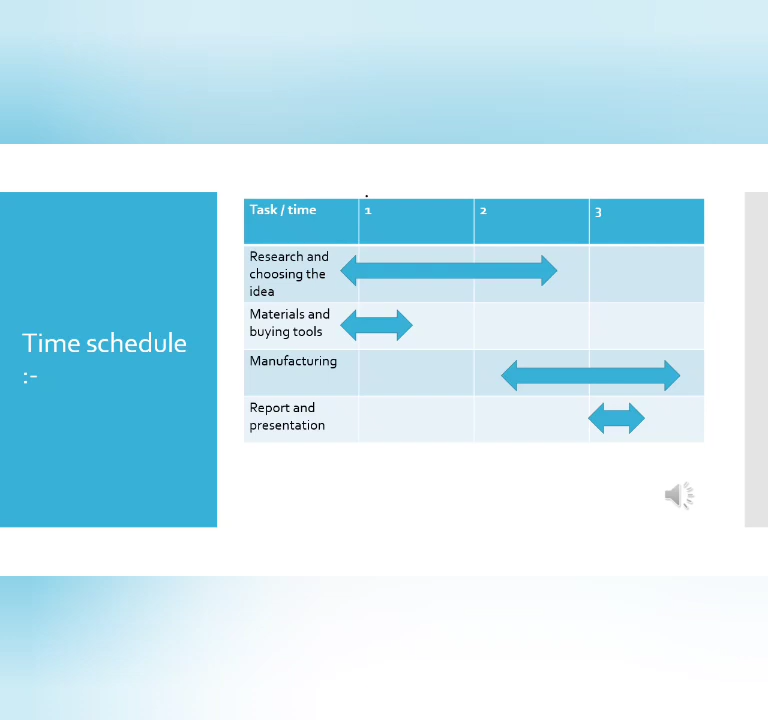 Time schedule
:-
Task / time 1 2 3
Research and
choosing the
idea
Materials and
buying tools
Manufacturing
Report and
presentation